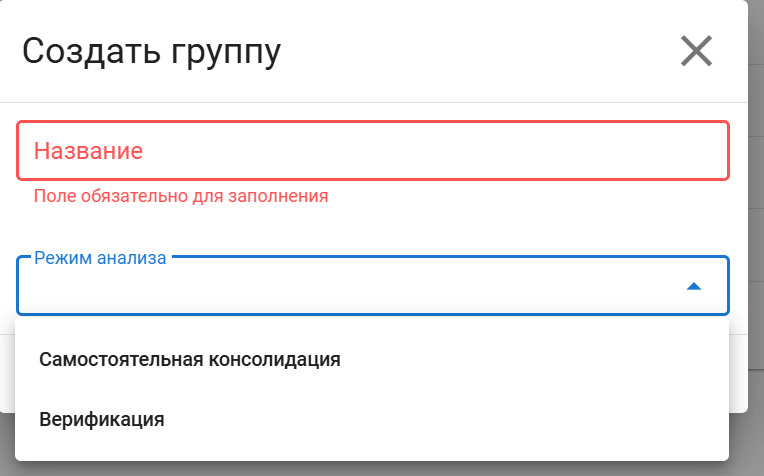 Создать группу
Название
Поле обязательно для заполнения
Режим анализа
Самостоятельная консолидация
Верификация